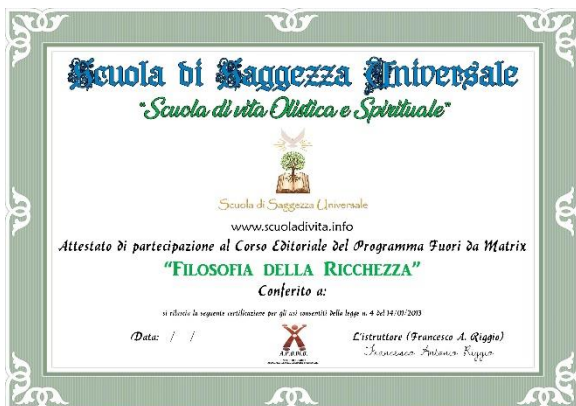 Scuola di Saggezza Universale
"Scuola di vita Olistica e Spirituale"
Scuola di Saggezza Universale
www.scuoladivita.info
Attestato di partecipazione al Corso Editoriale del Programma Fuori da Matrix
"FILOSOFIA DELLA RICCHEZZA"
Conferito a:
si rilascia la seguente certificazione per gli usi consentiti della legge n. 4 del 14/01/2013
Data: / /
L'istruttore (Francesco A. Riggio)
Francesco Antonio Riggio